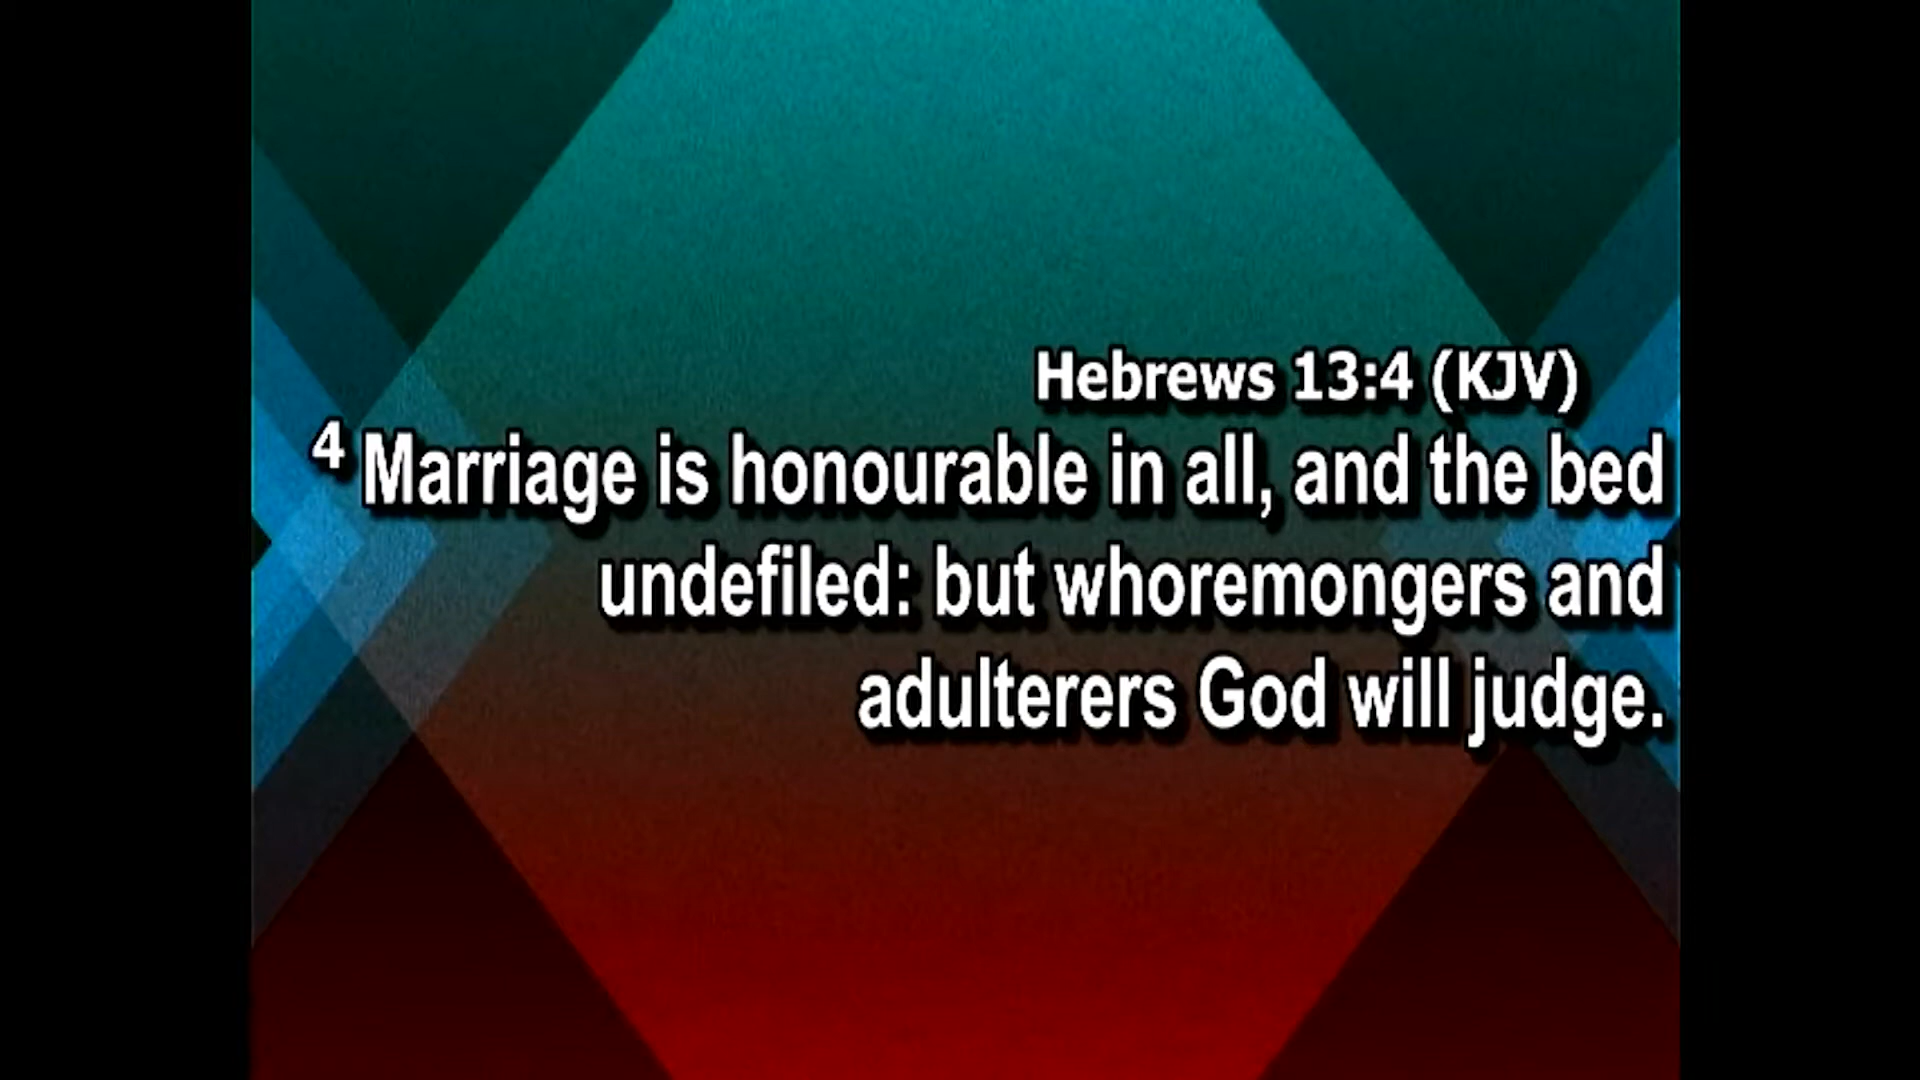 Hebrews 13:4 (KJV)
4 Marriage is honourable in all, and the bed
undefiled: but whoremongers and
adulterers God will judge.